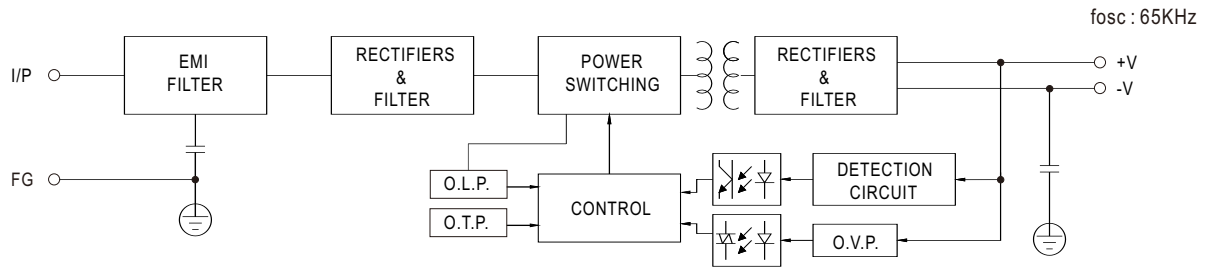 fosc : 65KHz
I/P
EMI
FILTER
RECTIFIERS
&
FILTER
POWER
SWITCHING
RECTIFIERS
&
FILTER
+V
-V
FG
O.L.P.
O.T.P.
CONTROL
DETECTION
CIRCUIT
O.V.P.